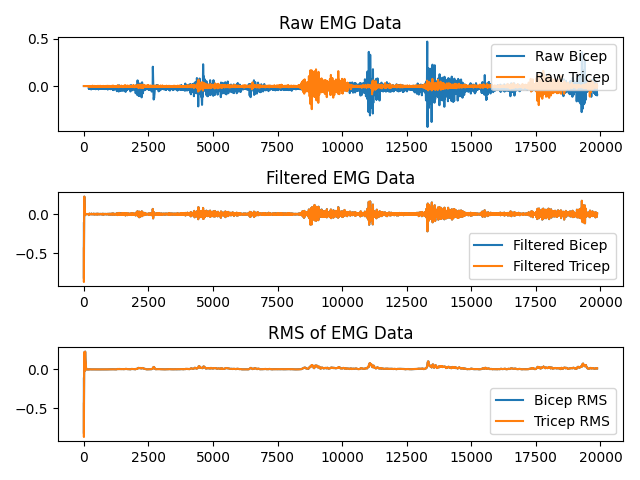 Raw EMG Data
0.5
0.0
Raw Bicep
Raw Tricep
0 2500 5000 7500 10000 12500 15000 17500 20000
Filtered EMG Data
0.0
−0.5
Filtered Bicep
Filtered Tricep
0 2500 5000 7500 10000 12500 15000 17500 20000
RMS of EMG Data
0.0
−0.5
Bicep RMS
Tricep RMS
0 2500 5000 7500 10000 12500 15000 17500 20000